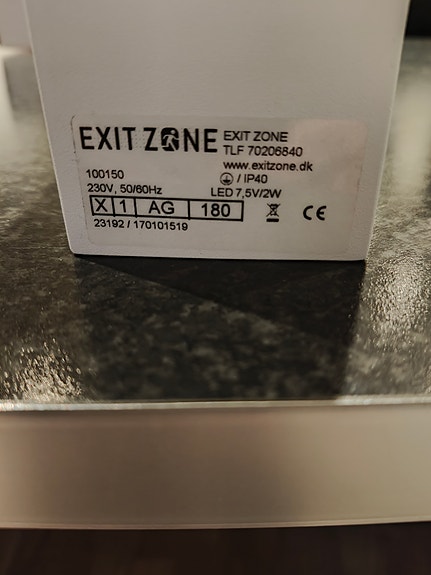 EXIT ZONE EXIT ZONE
TLF 70206840
www.exitzone.dk
100150 / IP40
230V, 50/60Hz LED 7,5V/2W
X 1 AG 180 CE
23192 / 170101519